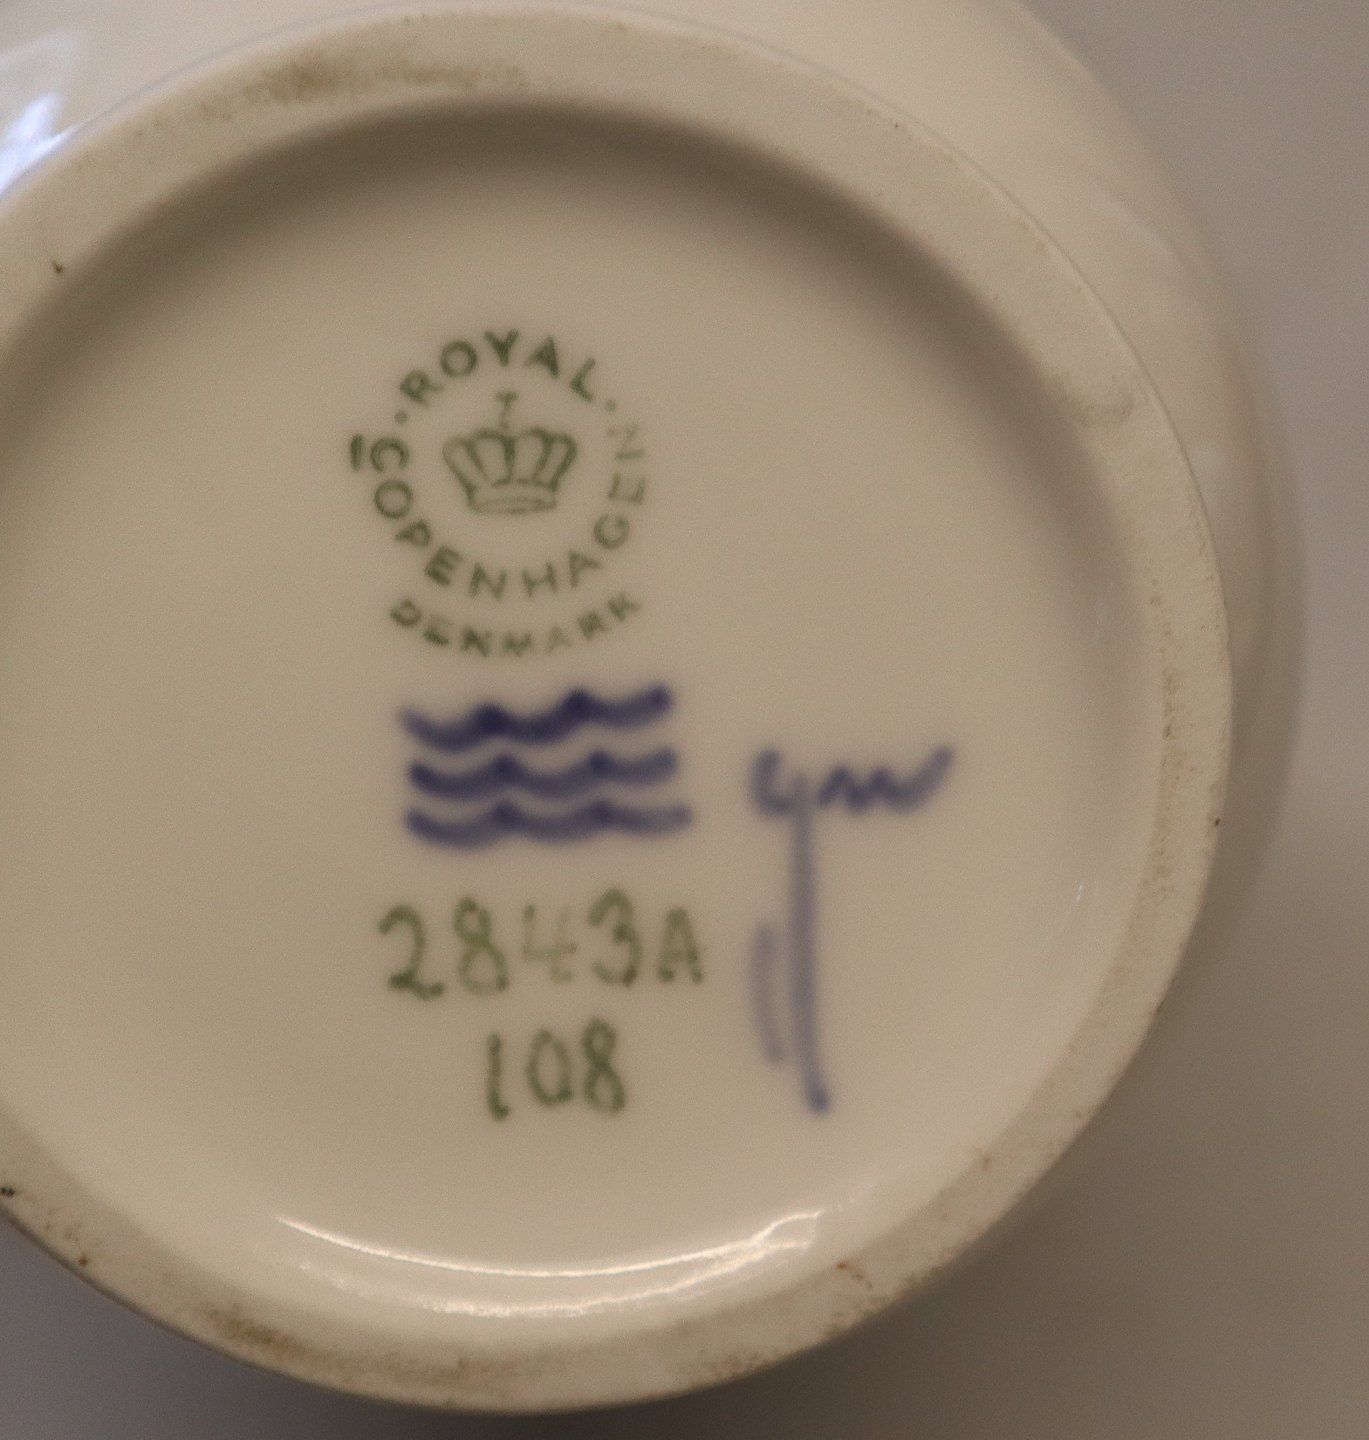 ROYAL
COPENHAGEN
DENMARK
2843A
108